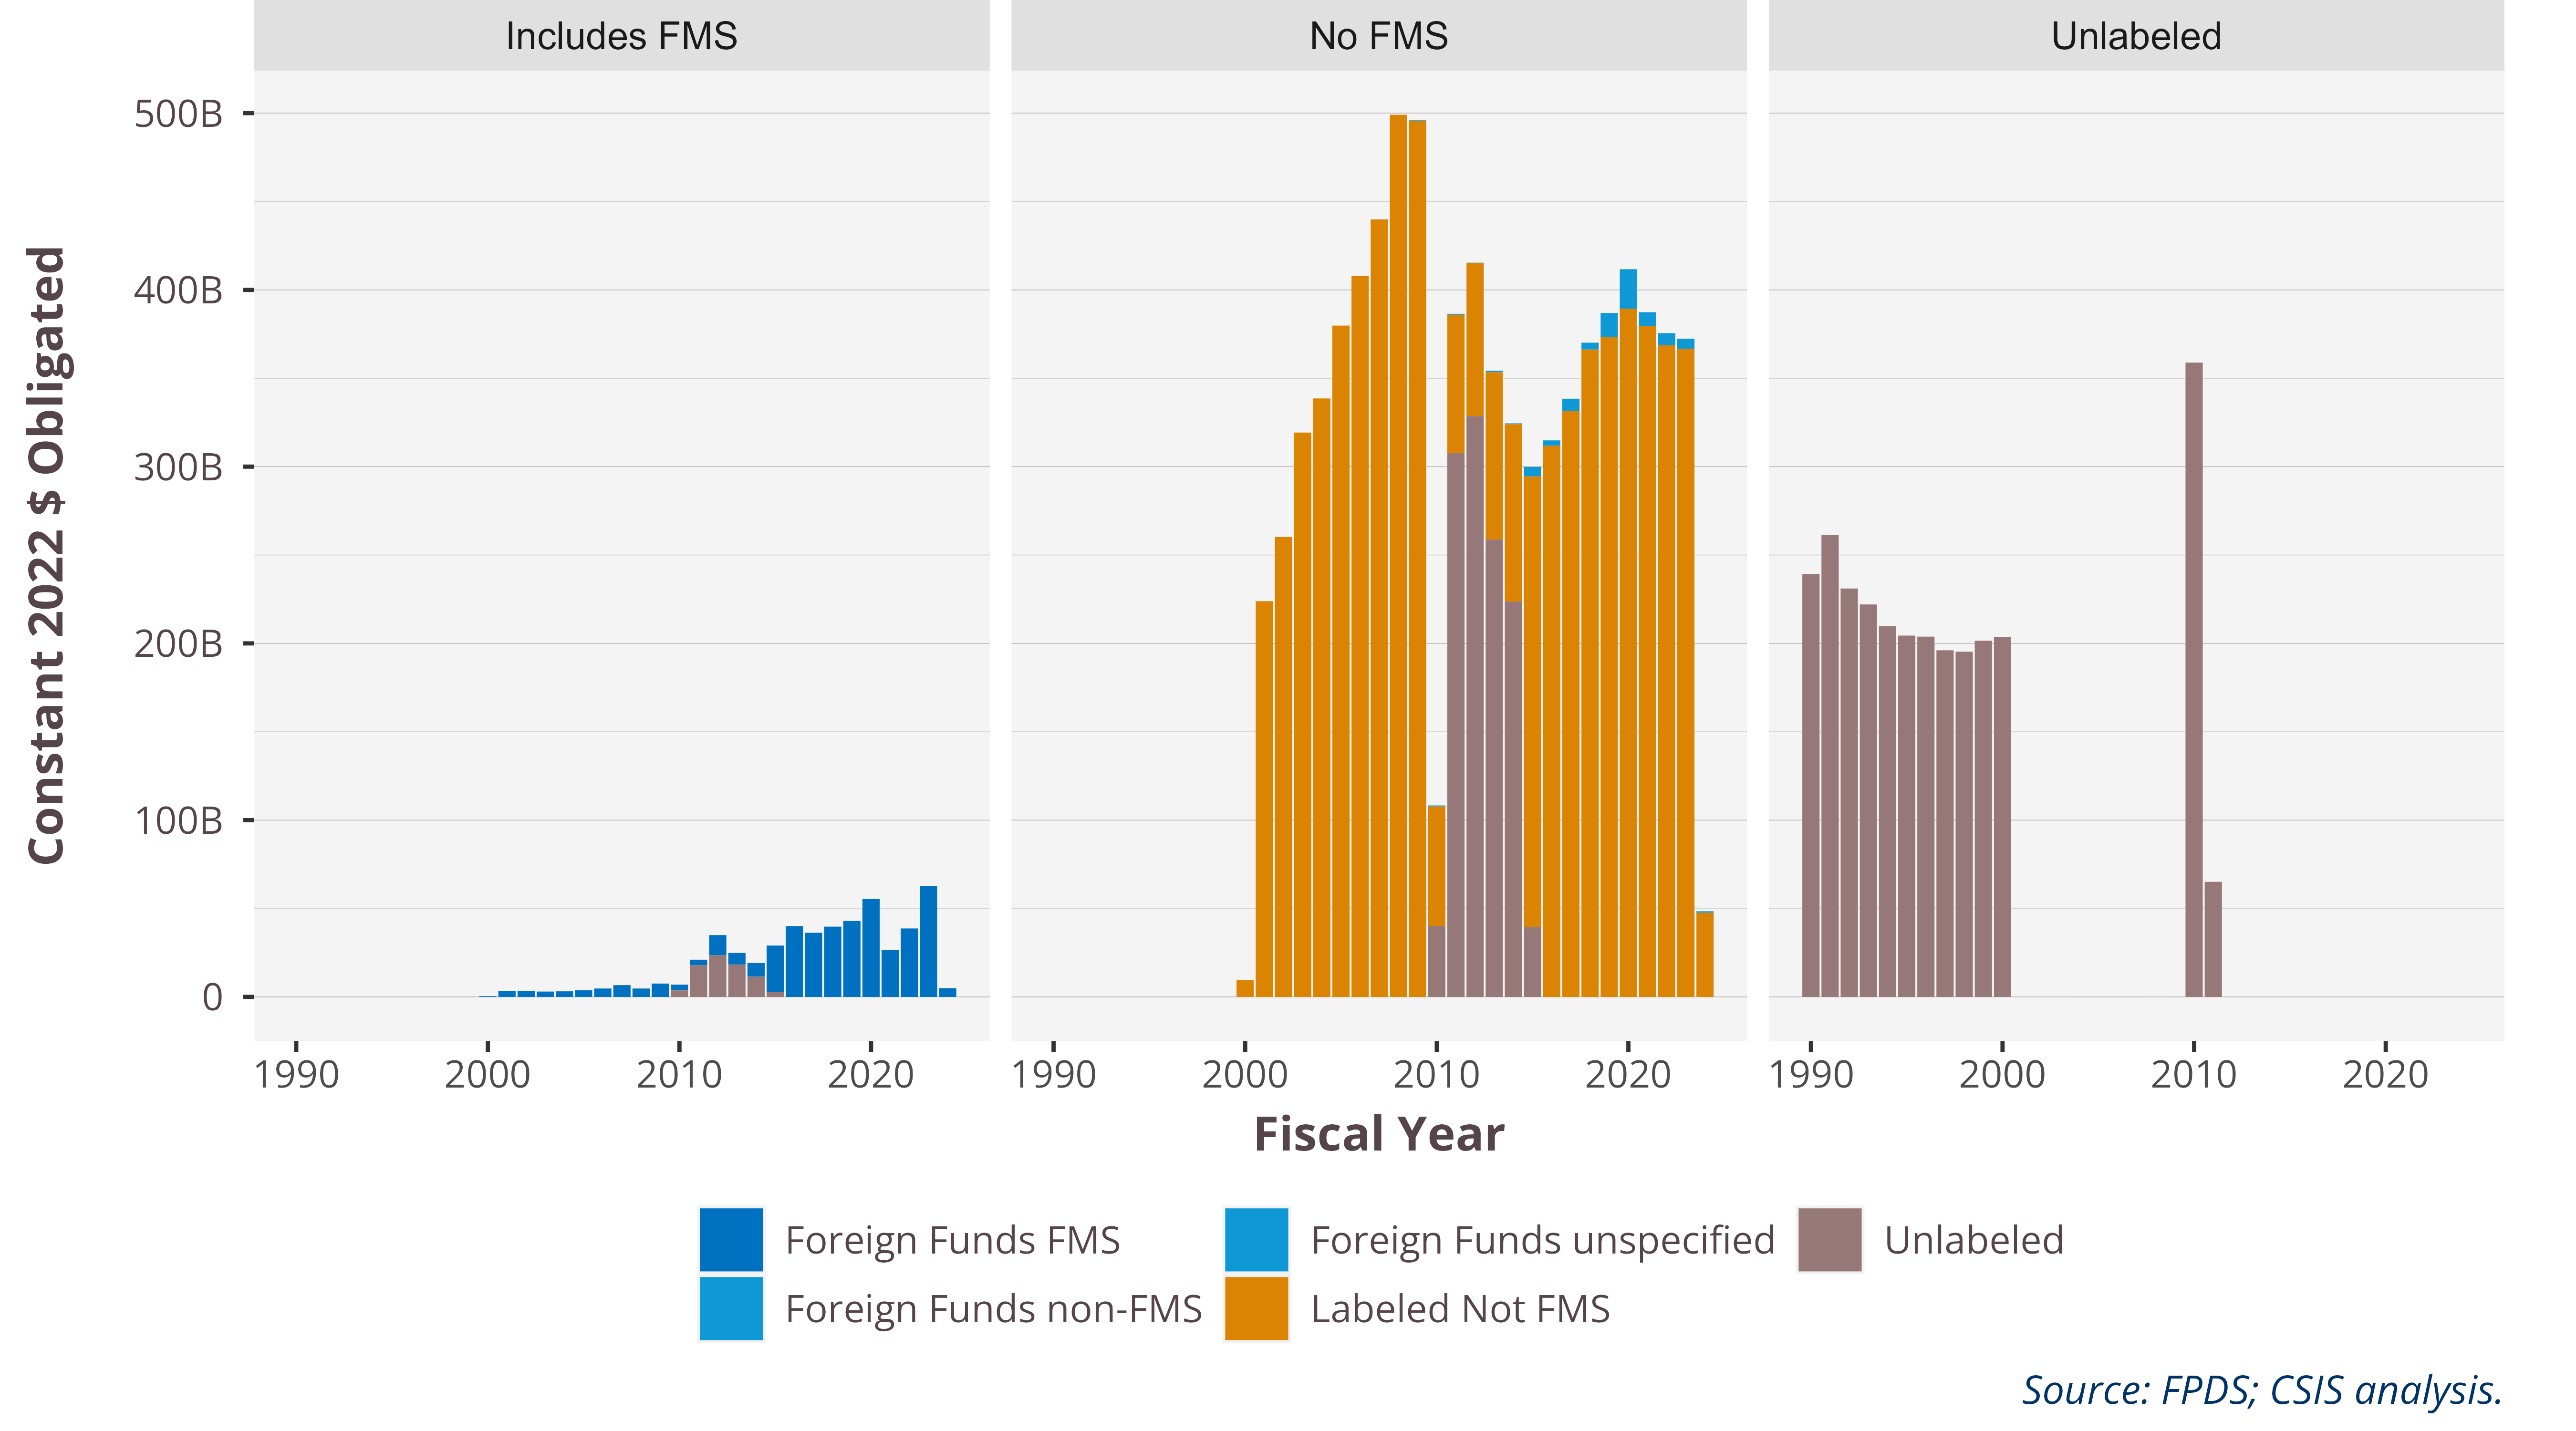 Includes FMS
No FMS
Unlabeled
Constant 2022 $ Obligated
500B
400B
300B
200B
100B
0
1990 2000 2010 2020
1990 2000 2010 2020
1990 2000 2010 2020
Fiscal Year
Foreign Funds FMS
Foreign Funds unspecified
Unlabeled
Foreign Funds non-FMS
Labeled Not FMS
Source: FPDS; CSIS analysis.